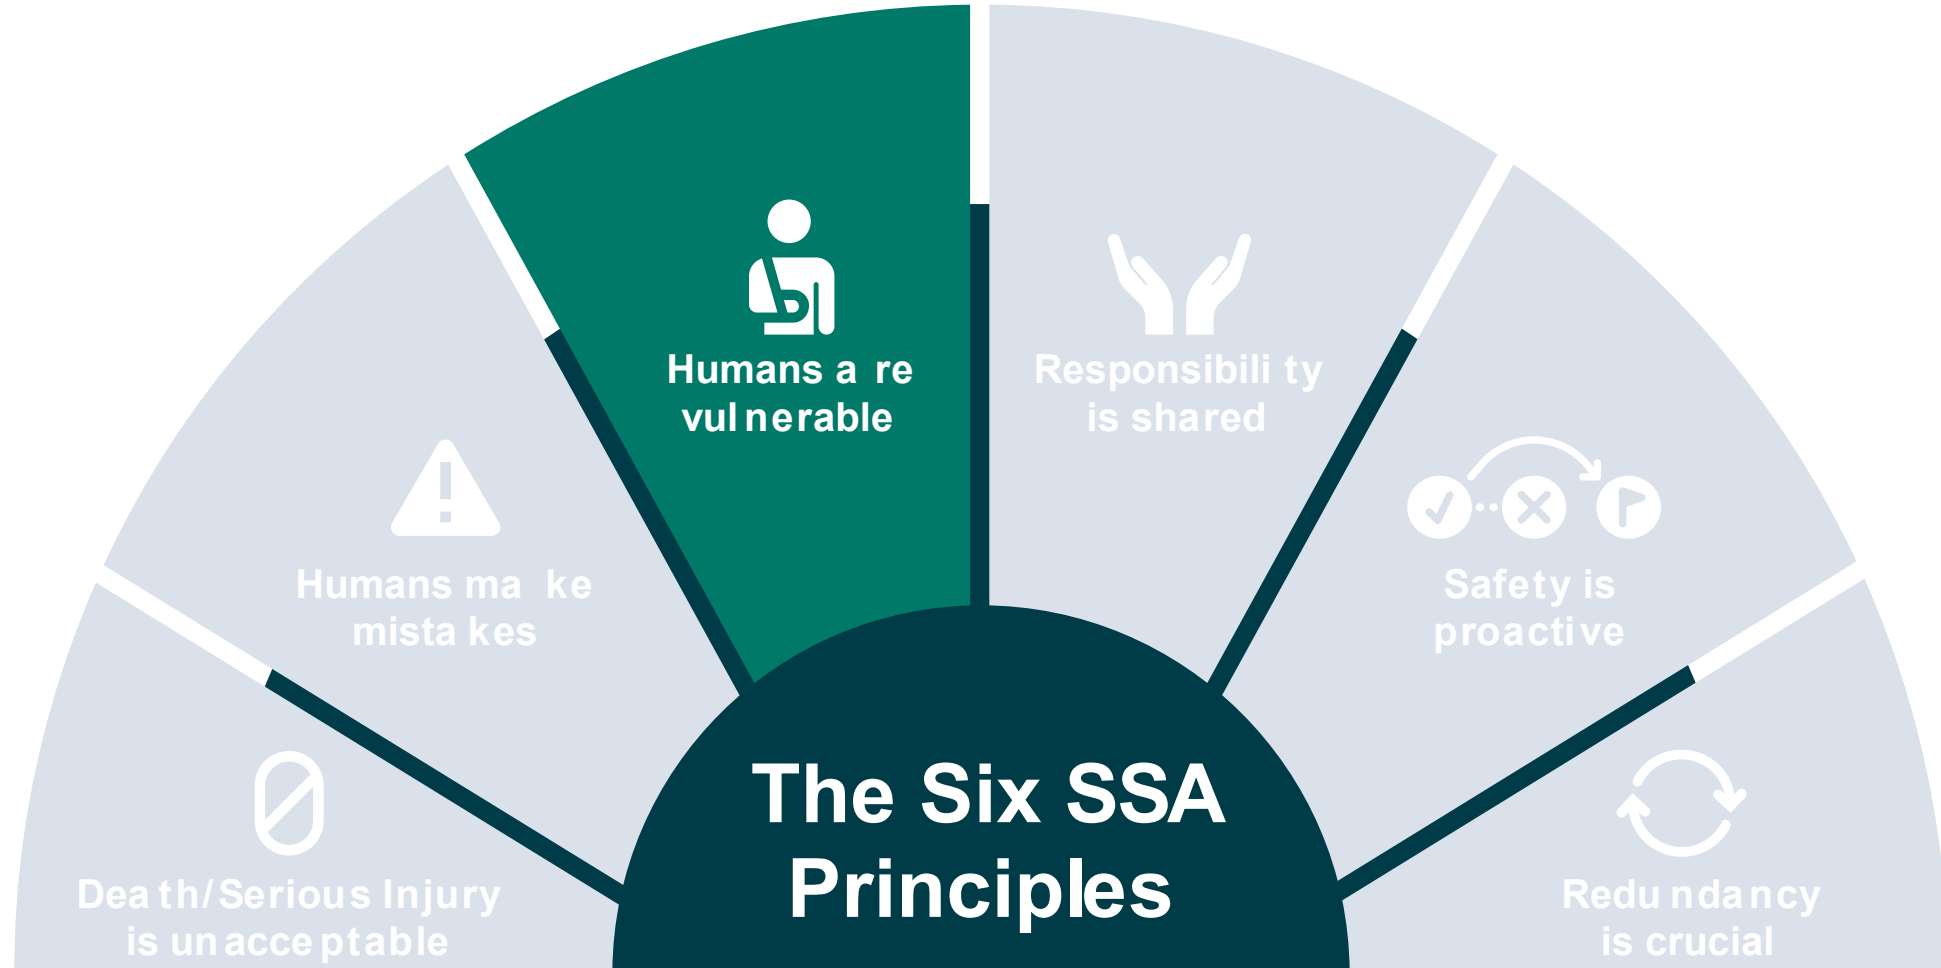 Humans are
vulnerable
Responsibility
is shared
Humans make
mistakes
Safety is
proactive
Death/Serious Injury
is unacceptable
Redundancy
is crucial
The Six SSA
Principles